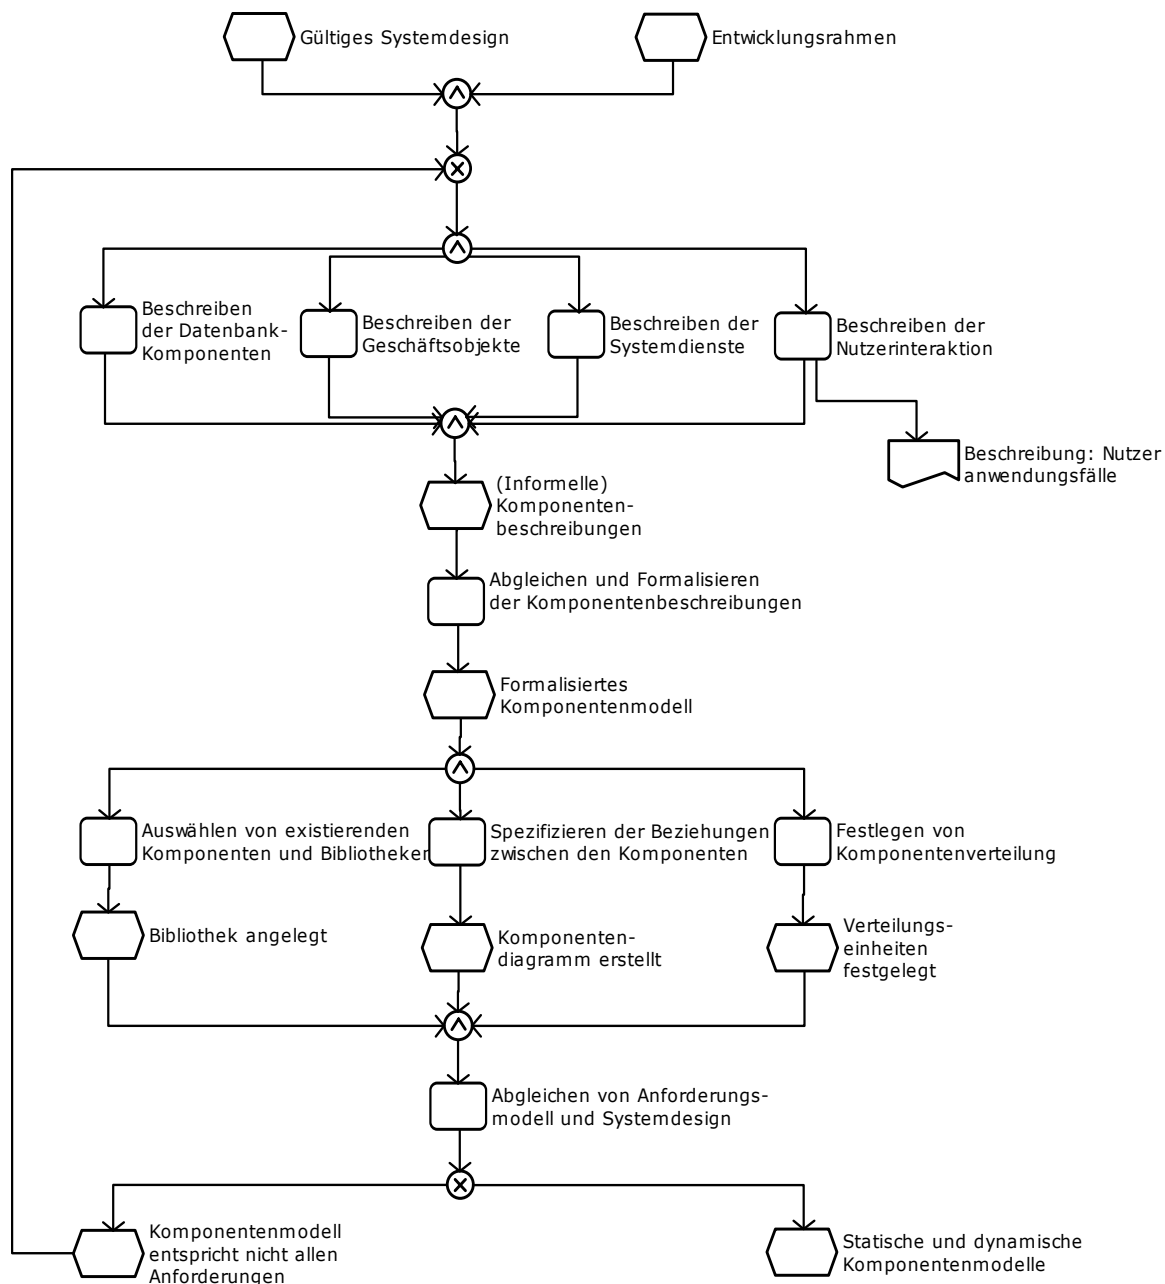 Gültiges Systemdesign
Entwicklungsrahmen
Beschreiben
der Datenbank-
Komponenten
Beschreiben der
Geschäftsobjekte
Beschreiben der
Systemdienste
Beschreiben der
Nutzerinteraktion
Beschreibung: Nutzer
anwendungsfälle
(Informelle)
Komponenten-
beschreibungen
Abgleichen und Formalisieren
der Komponentenbeschreibungen
Formalisiertes
Komponentenmodell
Auswählen von existierenden
Komponenten und Bibliotheken
Spezifizieren der Beziehungen
zwischen den Komponenten
Festlegen von
Komponentenverteilung
Bibliothek angelegt
Komponenten-
diagramm erstellt
Verteilungs-
einheiten
festgelegt
Abgleichen von Anforderungs-
modell und Systemdesign
Komponentenmodell
entspricht nicht allen
Anforderungen
Statische und dynamische
Komponentenmodelle